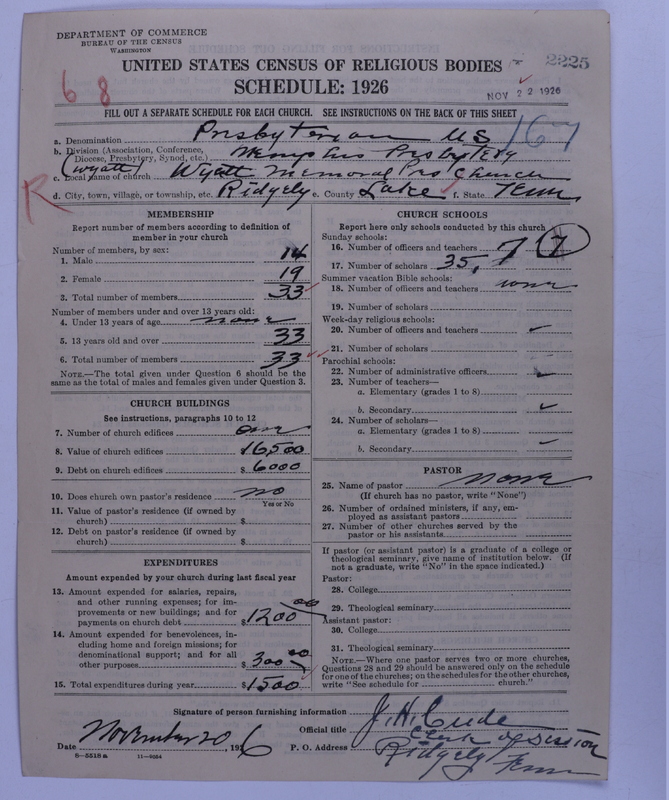 DEPARTMENT OF COMMERCE
BUREAU OF THE CENSUS
WASHINGTON
2225
UNITED STATES CENSUS OF RELIGIOUS BODIES
68
SCHEDULE: 1926
NOV 22 1926
FILL OUT A SEPARATE SCHEDULE FOR EACH CHURCH. SEE INSTRUCTIONS ON THE BACK OF THIS SHEET
167
a. Denomination Presbyterian US
b. Division (Association, Conference, Diocese, Presbytery, Synod, etc.) Memphis Presbytery
(Wyatt)
c. Local name of church Wyatt Memorial Pres Church
R
d. City, town, village, or township, etc. Ridgely e. County Lake f. State Tenn
MEMBERSHIP
Report number of members according to definition of
member in your church
Number of members, by sex:
1. Male 14
2. Female 19
3. Total number of members 33
Number of members under and over 13 years old:
4. Under 13 years of age none
5. 13 years old and over 33
6. Total number of members 33
NOTE.—The total given under Question 6 should be the
same as the total of males and females given under Question 3.
CHURCH BUILDINGS
See instructions, paragraphs 10 to 12
7. Number of church edifices one
8. Value of church edifices 16500
9. Debt on church edifices $6000
10. Does church own pastor's residence no
Yes or No
11. Value of pastor's residence (if owned by
church) $
12. Debt on pastor's residence (if owned by
church) $
EXPENDITURES
Amount expended by your church during last fiscal year
13. Amount expended for salaries, repairs,
and other running expenses; for im-
provements or new buildings; and for
payments on church debt $1200 00
14. Amount expended for benevolences, in-
cluding home and foreign missions; for
denominational support; and for all
other purposes $300 00
15. Total expenditures during year $1500
CHURCH SCHOOLS
Report here only schools conducted by this church
Sunday schools:
16. Number of officers and teachers 7 (7)
17. Number of scholars 35,
Summer vacation Bible schools:
18. Number of officers and teachers none
19. Number of scholars
Week-day religious schools:
20. Number of officers and teachers
21. Number of scholars
Parochial schools:
22. Number of administrative officers
23. Number of teachers—
a. Elementary (grades 1 to 8)
b. Secondary
24. Number of scholars—
a. Elementary (grades 1 to 8)
b. Secondary
PASTOR
25. Name of pastor None
(If church has no pastor, write "None")
26. Number of ordained ministers, if any, em-
ployed as assistant pastors
27. Number of other churches served by the
pastor or his assistants
If pastor (or assistant pastor) is a graduate of a college or
theological seminary, give name of institution below. (If
not a graduate, write "No" in the space indicated.)
Pastor:
28. College
29. Theological seminary
Assistant pastor:
30. College
31. Theological seminary
NOTE.—Where one pastor serves two or more churches,
Questions 28 and 29 should be answered only on the schedule
for one of the churches; on the schedules for the other churches,
write "See schedule for church."
Signature of person furnishing information J. H. Cude
Official title Clerk of Session
Date November 20, 1926 P. O. Address Ridgely Tenn
8—5518a 11—9054